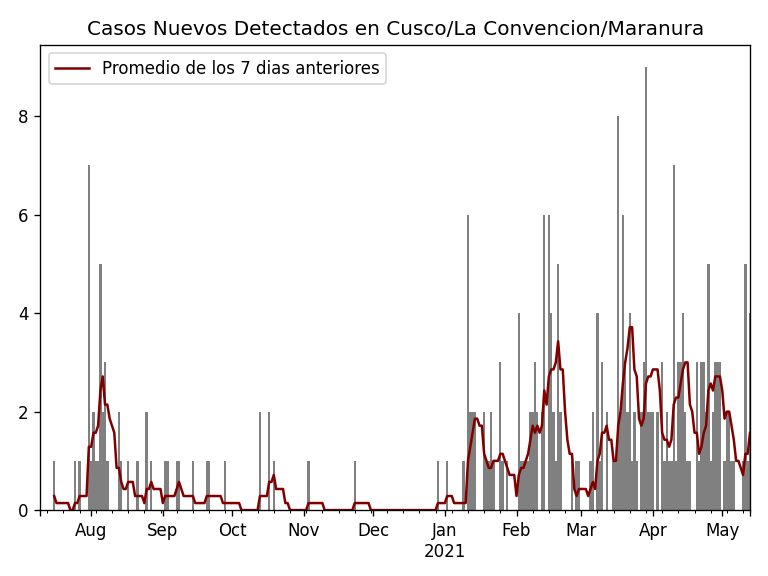 Casos Nuevos Detectados en Cusco/La Convencion/Maranura
Promedio de los 7 dias anteriores
8
6
4
2
0
Aug Sep Oct Nov Dec Jan Feb Mar Apr May
2021